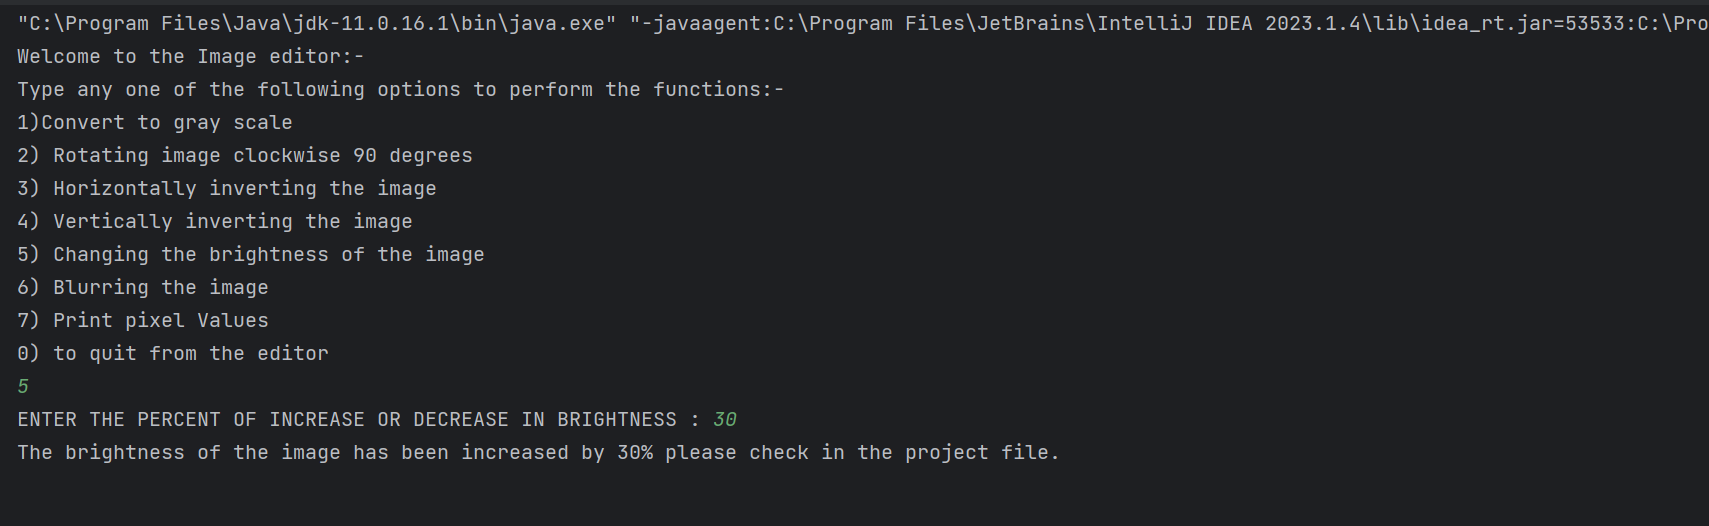 "C:\Program Files\Java\jdk-11.0.16.1\bin\java.exe" "-javaagent:C:\Program Files\JetBrains\IntelliJ IDEA 2023.1.4\lib\idea_rt.jar=53533:C:\Pro
Welcome to the Image editor:-
Type any one of the following options to perform the functions:-
1)Convert to gray scale
2) Rotating image clockwise 90 degrees
3) Horizontally inverting the image
4) Vertically inverting the image
5) Changing the brightness of the image
6) Blurring the image
7) Print pixel Values
0) to quit from the editor
5
ENTER THE PERCENT OF INCREASE OR DECREASE IN BRIGHTNESS : 30
The brightness of the image has been increased by 30% please check in the project file.